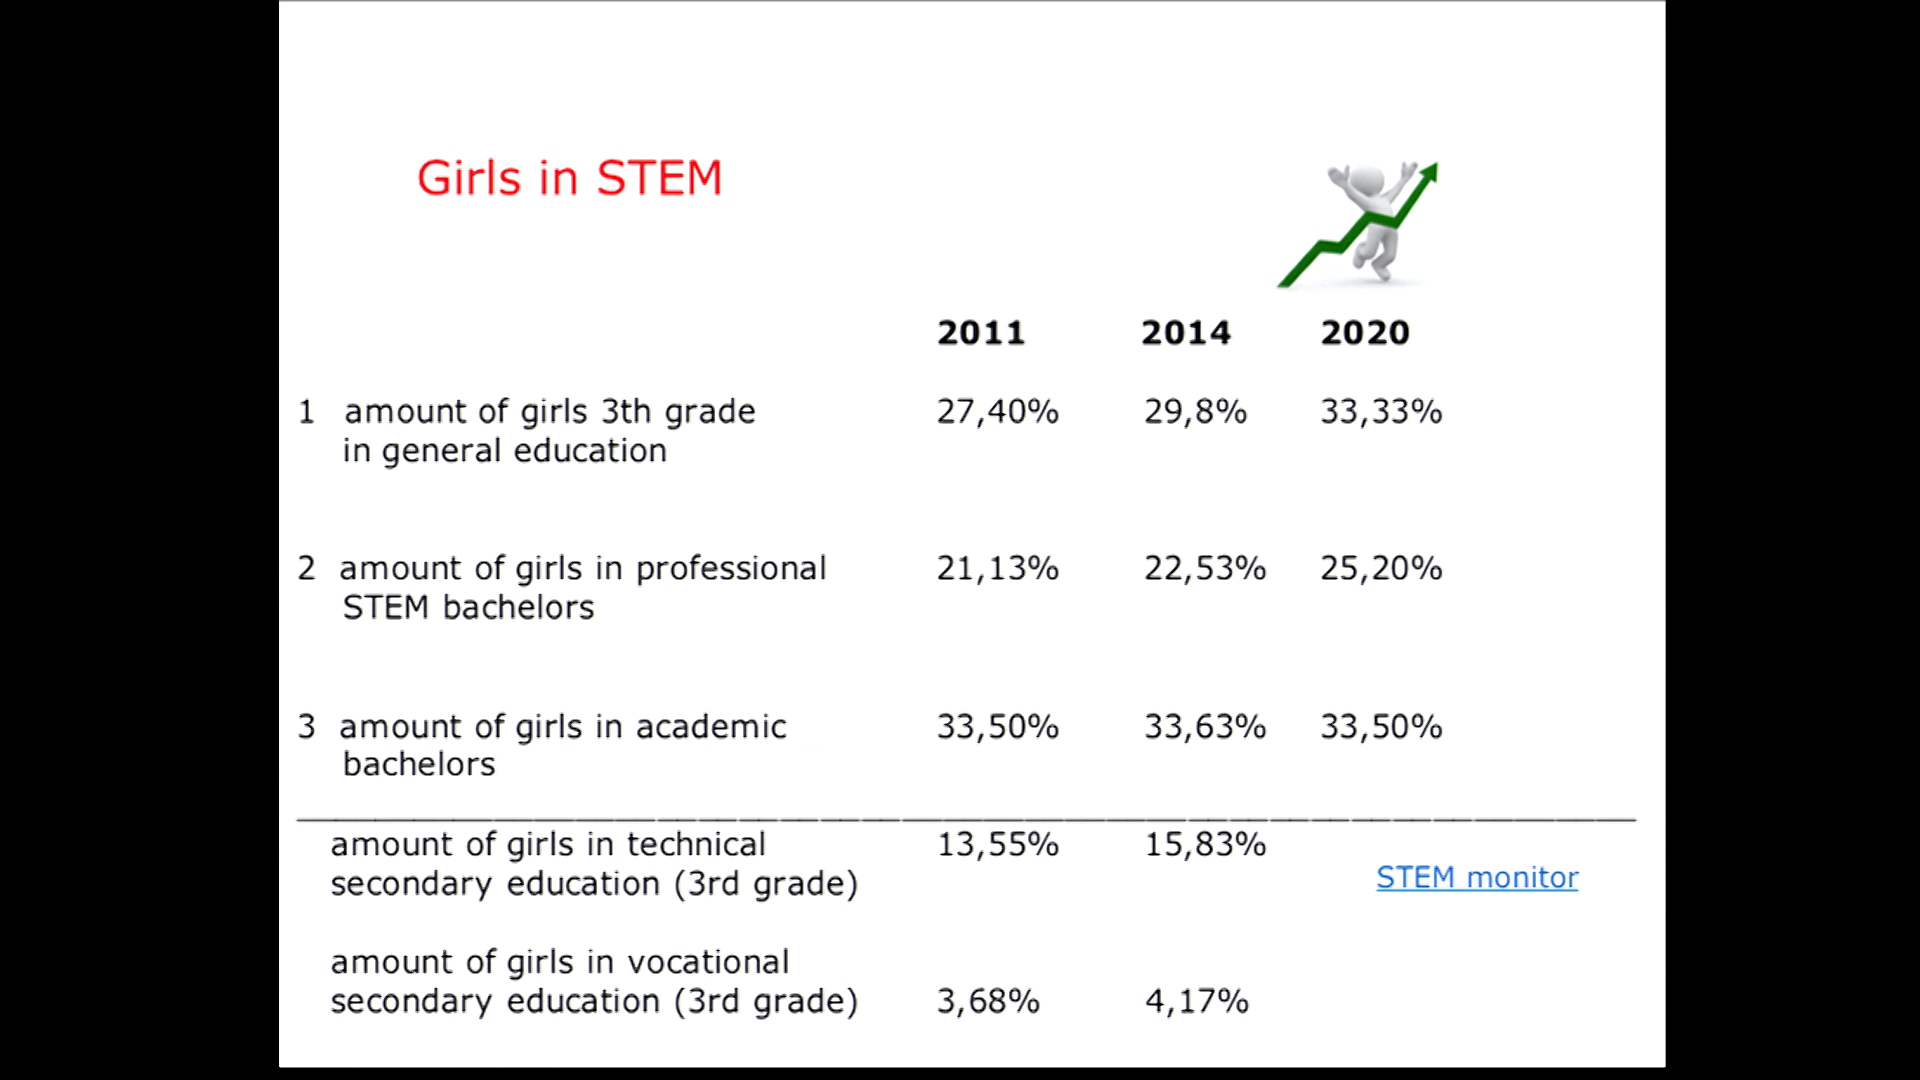 Girls in STEM
2011 2014 2020
1 amount of girls 3th grade 27,40% 29,8% 33,33%
in general education
2 amount of girls in professional 21,13% 22,53% 25,20%
STEM bachelors
3 amount of girls in academic 33,50% 33,63% 33,50%
bachelors
amount of girls in technical 13,55% 15,83%
secondary education (3rd grade) STEM monitor
amount of girls in vocational
secondary education (3rd grade) 3,68% 4,17%